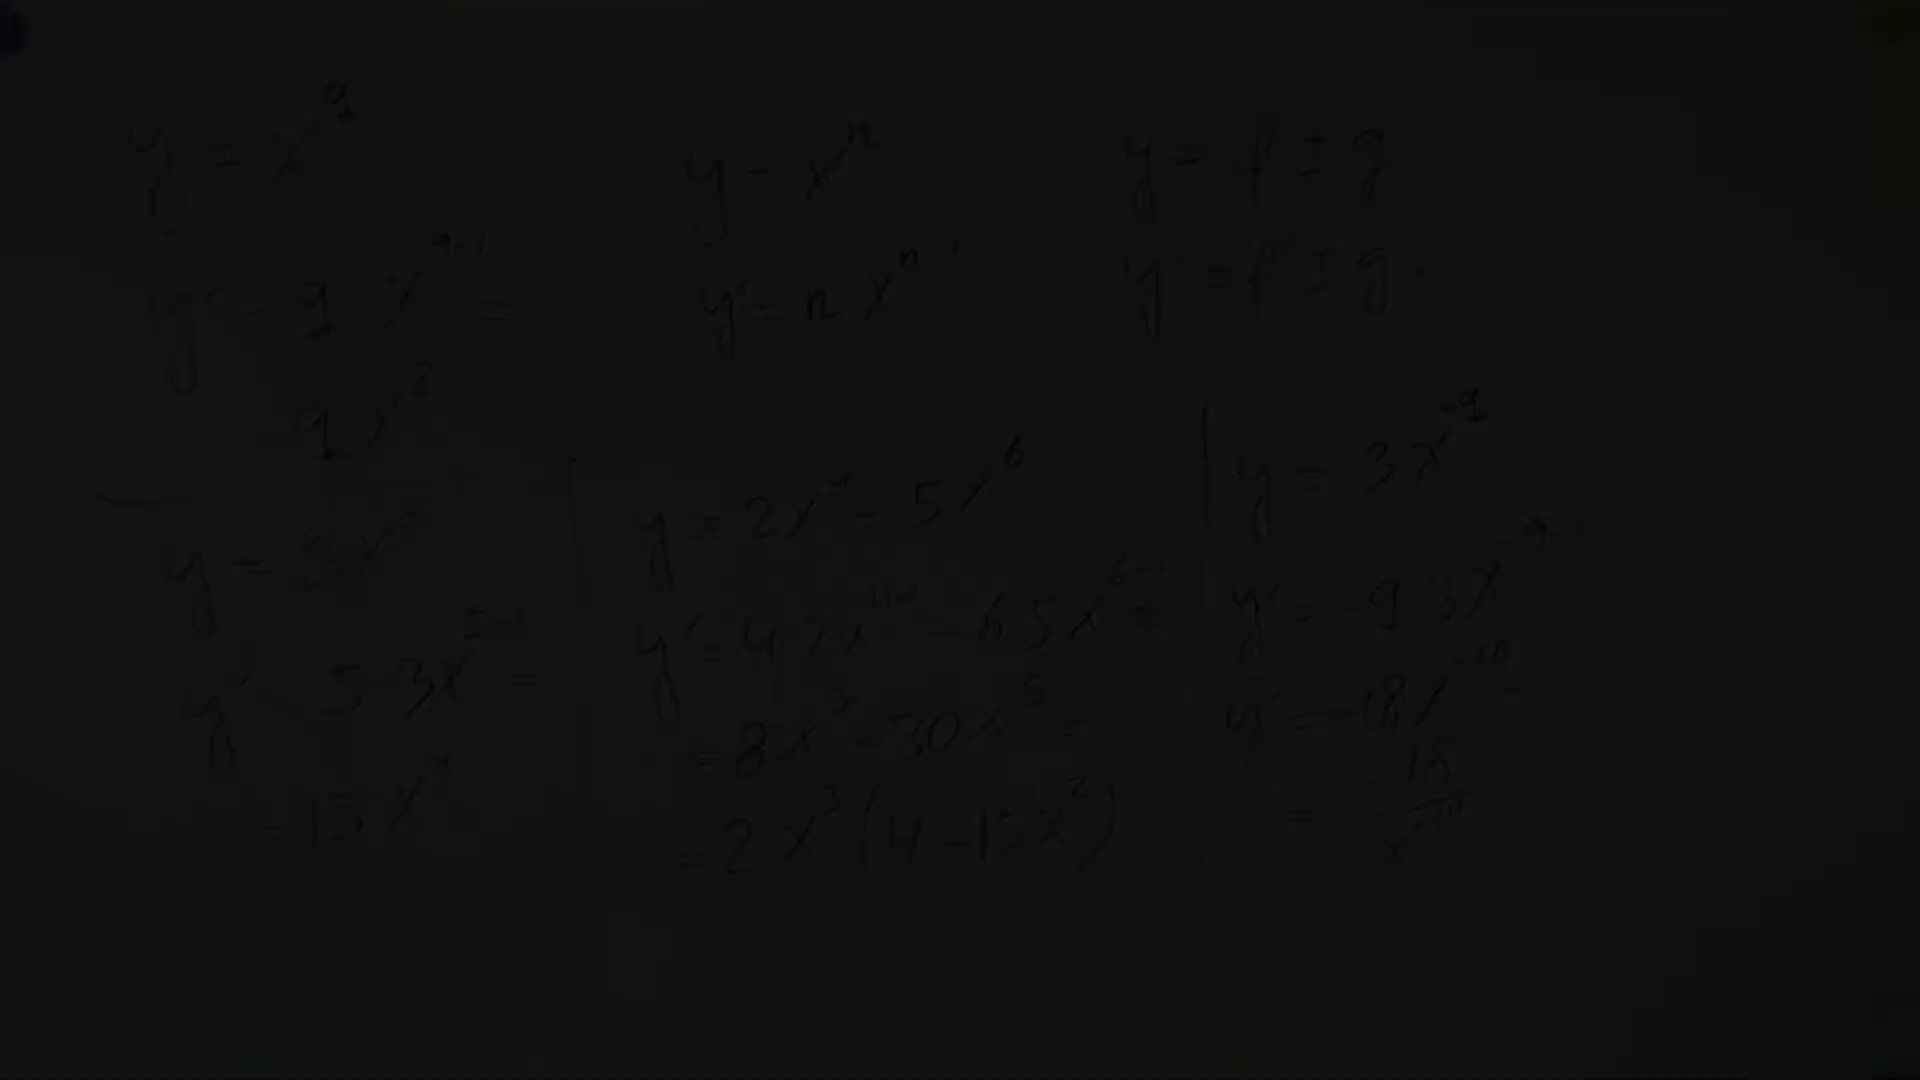 y = x^9
y' = 9 x^{9-1} =
= 9 x^8
y = x^n
y' = n x^{n-1}
y = f ± g
y' = f' ± g'
y = 3x^5
y' = 5 · 3x^{5-1} =
= 15 x^4
y = 2x^4 - 5x^6
y' = 4 · 2x^{4-1} - 6 · 5x^{6-1} =
= 8x^3 - 30x^5 =
= 2x^3 (4 - 15x^2)
y = 3x^{-9}
y' = -9 · 3x^{-9-1}
y' = -18x^{-10} =